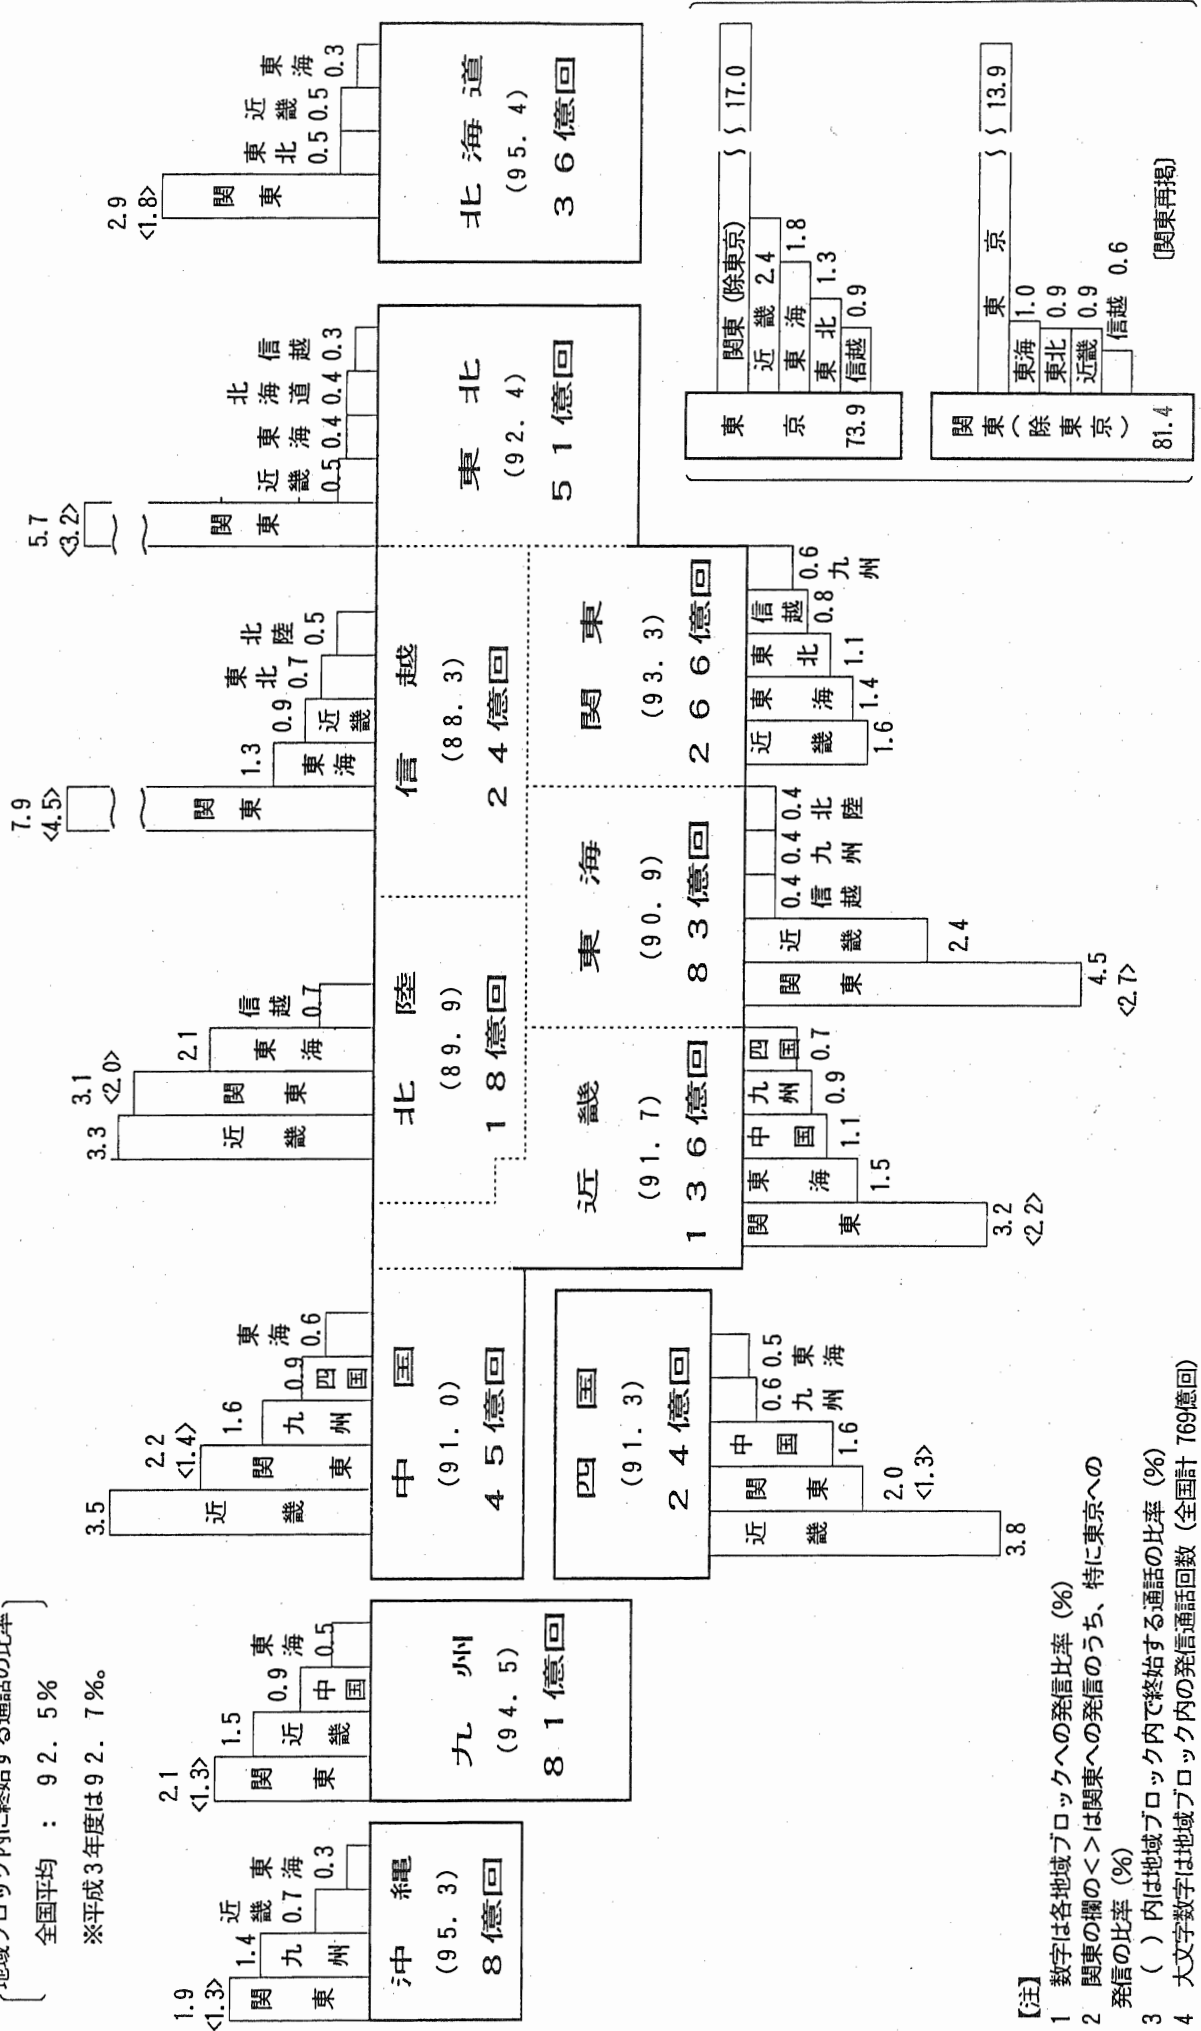 地域ブロック内に終始する通話の比率
全国平均 : 92. 5%
※平成3年度は92. 7%。
1.9
<1.3>
関東
1.4
九州
近畿
0.7
東海
0.3
沖縄
(95. 3)
8億回
2.1
<1.3>
関東
1.5
近畿
0.9
中国
東海
0.5
九州
(94. 5)
81億回
3.5
近畿
2.2
<1.4>
関東
1.6
九州
0.9
四国
東海
0.6
中国
(91. 0)
45億回
四国
(91. 3)
24億回
近畿
3.8
関東
2.0
<1.3>
中国
1.6
0.6
九州
0.5
東海
3.3
近畿
3.1
<2.0>
関東
2.1
東海
信越
0.7
北陸
(89. 9)
18億回
近畿
(91. 7)
136億回
関東
3.2
<2.2>
東海
1.5
中国
1.1
九州
0.9
四国
0.7
7.9
<4.5>
関東
1.3
東海
0.9
近畿
東北
0.7
北陸
0.5
信越
(88. 3)
24億回
東海
(90. 9)
83億回
関東
4.5
<2.7>
近畿
2.4
0.4
信越
0.4
九州
0.4
北陸
関東
(93. 3)
266億回
近畿
1.6
東海
1.4
東北
1.1
信越
0.8
0.6
九州
5.7
<3.2>
関東
近畿
0.5
東海
0.4
北海道
0.4
信越
0.3
東北
(92. 4)
51億回
2.9
<1.8>
関東
東北
0.5
近畿
0.5
東海
0.3
北海道
(95. 4)
36億回
東京
73.9
関東(除東京)
17.0
近畿 2.4
東海 1.8
東北 1.3
信越 0.9
関東(除東京)
81.4
東京
13.9
東海 1.0
東北 0.9
近畿 0.9
信越 0.6
〔関東再掲〕
【注】
1 数字は各地域ブロックへの発信比率 (%)
2 関東の欄の< >は関東への発信のうち、特に東京への
発信の比率 (%)
3 ( ) 内は地域ブロック内で終始する通話の比率 (%)
4 大文字数字は地域ブロック内の発信通話回数 (全国計 769億回)